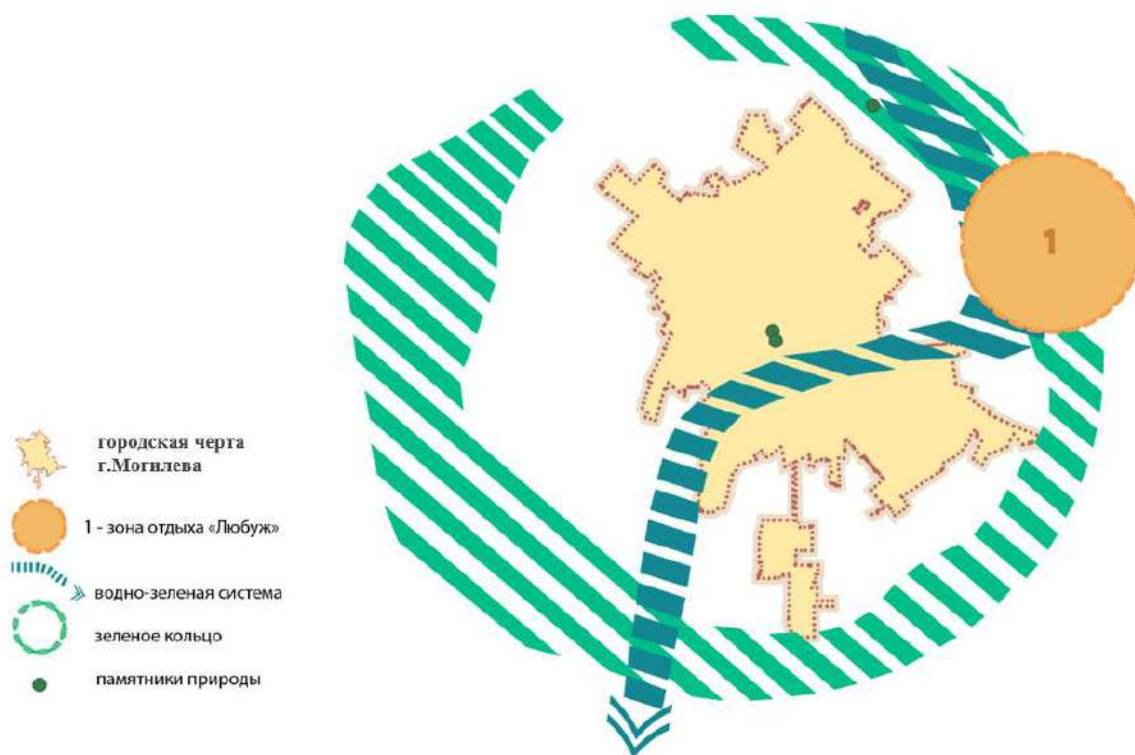 1
городская черта
г.Могилева
1 - зона отдыха «Любуж»
водно-зеленая система
зеленое кольцо
памятники природы